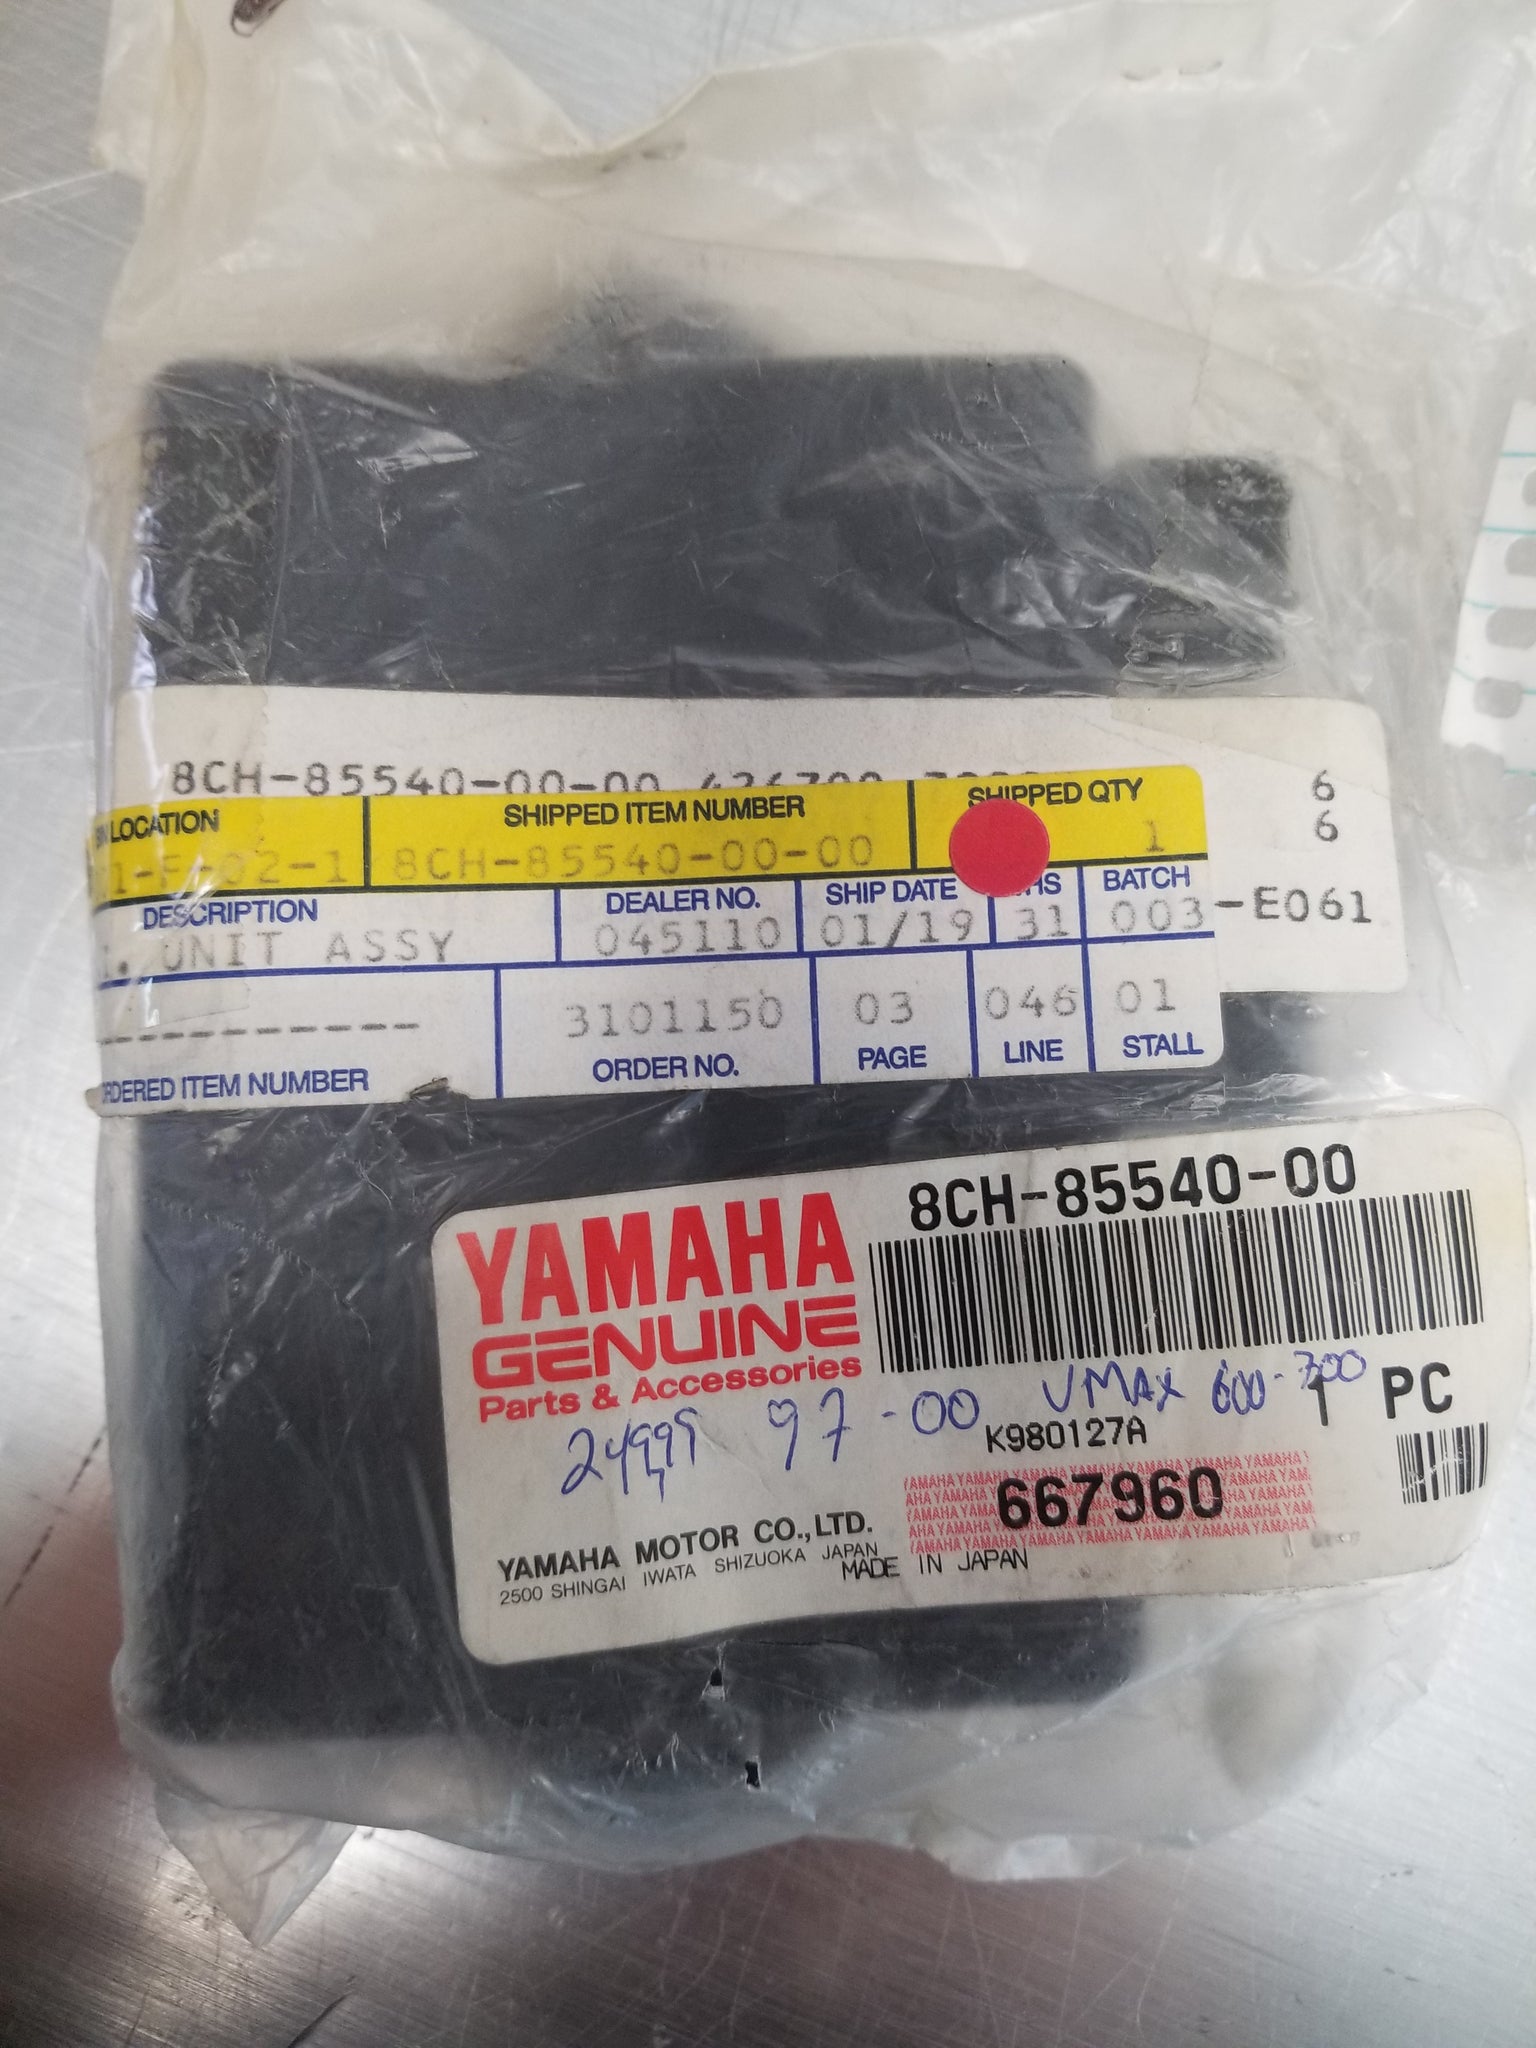 8CH-85540-00-00
6
6
LOCATION
SHIPPED ITEM NUMBER
SHIPPED QTY
8CH-85540-00-00
1
DESCRIPTION
DEALER NO.
SHIP DATE
BATCH
UNIT ASSY
045110
01/19
31
003
-E061
3101150
03
046
01
ORDERED ITEM NUMBER
ORDER NO.
PAGE
LINE
STALL
8CH-85540-00
YAMAHA
GENUINE
Parts & Accessories
1 PC
97-00 VMAX 600-700
K980127A
667960
YAMAHA MOTOR CO., LTD.
2500 SHINGAI IWATA SHIZUOKA JAPAN
MADE IN JAPAN